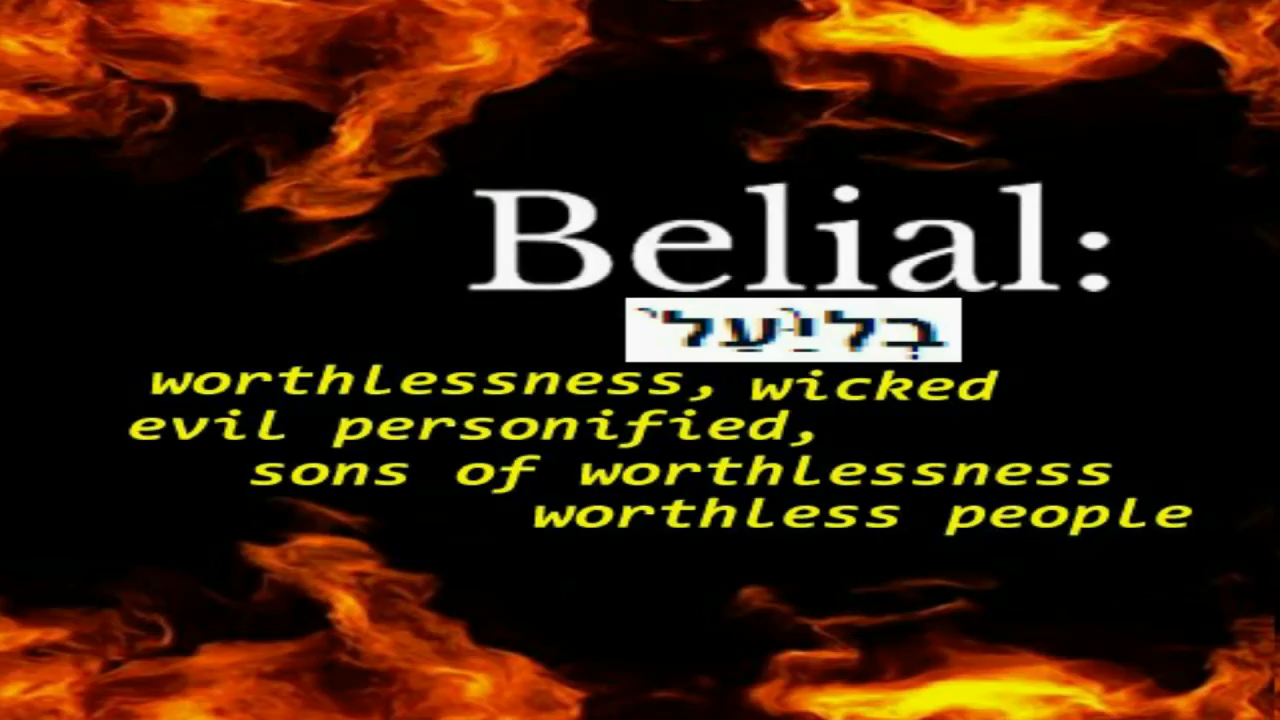 Belial:
בְּלִיַּ֫עַל
worthlessness, wicked
evil personified,
sons of worthlessness
worthless people